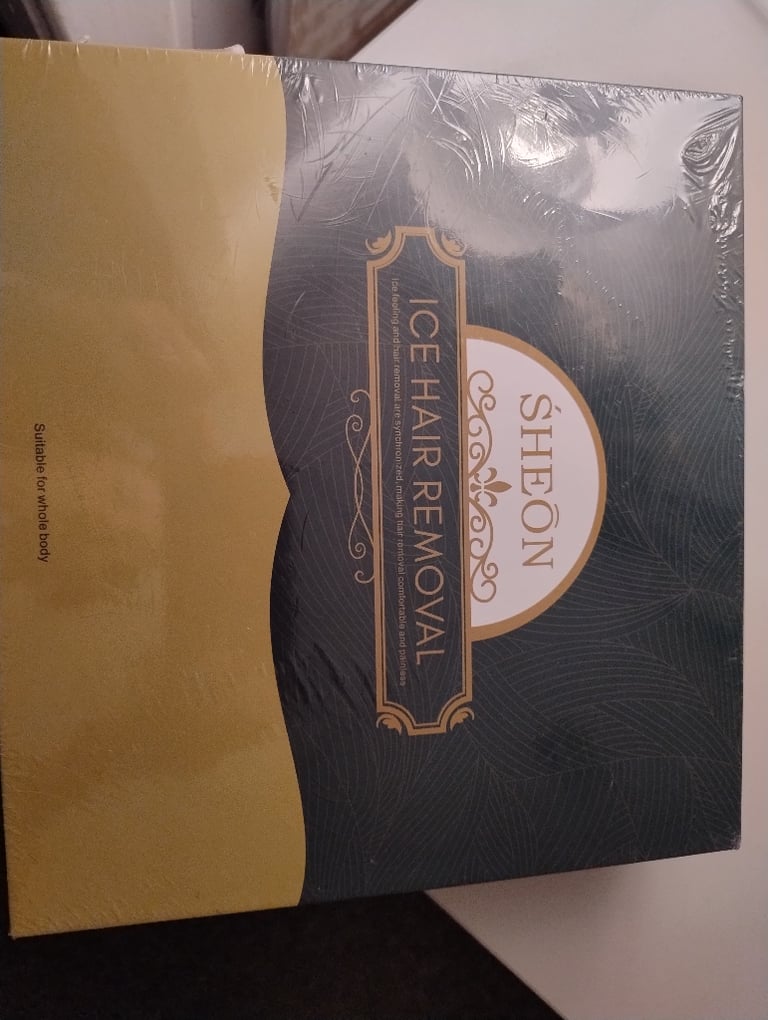 ŚHEŌN
ICE HAIR REMOVAL
Ice feeling and hair removal are synchronized, making hair removal comfortable and painless
Suitable for whole body